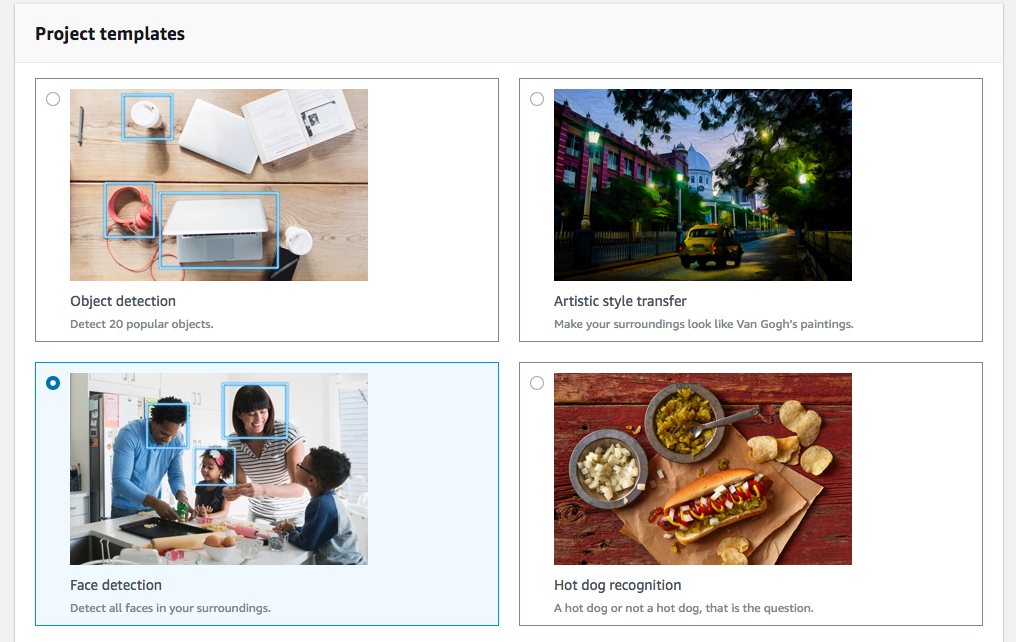 Project templates
Object detection
Detect 20 popular objects.
Artistic style transfer
Make your surroundings look like Van Gogh's paintings.
Face detection
Detect all faces in your surroundings.
Hot dog recognition
A hot dog or not a hot dog, that is the question.